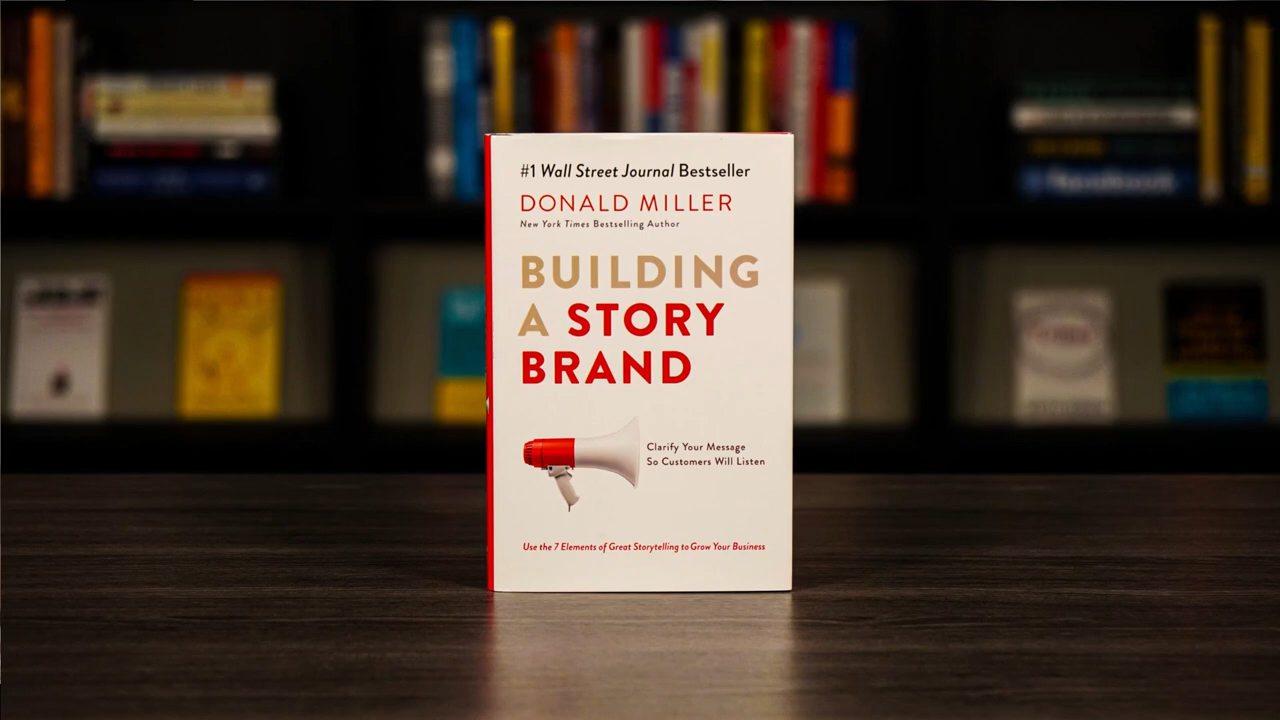 #1 Wall Street Journal Bestseller
DONALD MILLER
New York Times Bestselling Author
BUILDING
A STORY
BRAND
Clarify Your Message
So Customers Will Listen
Use the 7 Elements of Great Storytelling to Grow Your Business
facebook